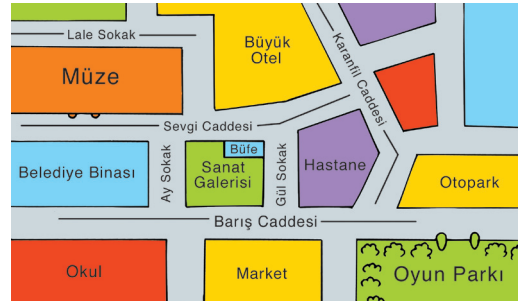 Lale Sokak
Büyük
Otel
Karanfil Caddesi
Müze
Sevgi Caddesi
Belediye Binası
Ay Sokak
Büfe
Sanat
Galerisi
Gül Sokak
Hastane
Otopark
Barış Caddesi
Okul
Market
Oyun Parkı